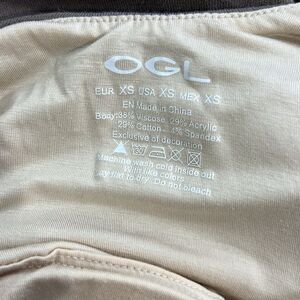 OGL
EUR XS USA XS MEX XS
EN Made in China
Body:38% Viscose 29% Acrylic
29% Cotton 4% Spandex
Exclusive of decoration
Machine wash cold inside out
With like colors
Lay flat to dry Do not bleach